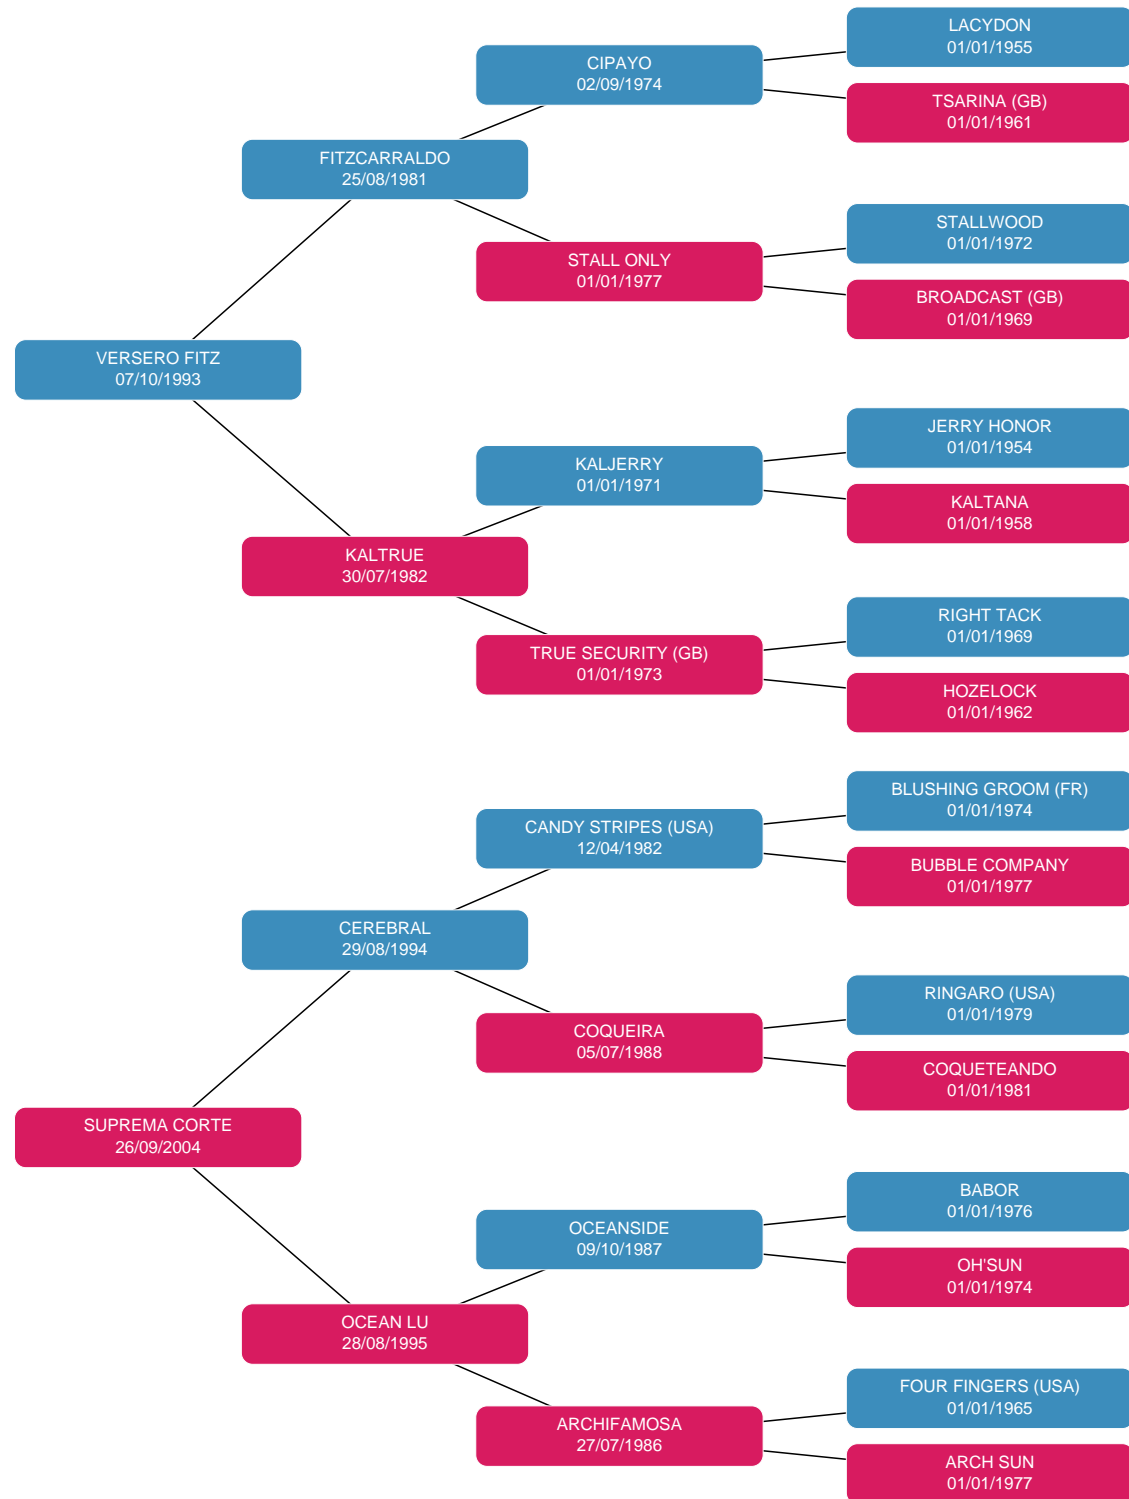 LACYDON
01/01/1955
CIPAYO
02/09/1974
TSARINA (GB)
01/01/1961
FITZCARRALDO
25/08/1981
STALLWOOD
01/01/1972
STALL ONLY
01/01/1977
BROADCAST (GB)
01/01/1969
VERSERO FITZ
07/10/1993
JERRY HONOR
01/01/1954
KALJERRY
01/01/1971
KALTANA
01/01/1958
KALTRUE
30/07/1982
RIGHT TACK
01/01/1969
TRUE SECURITY (GB)
01/01/1973
HOZELOCK
01/01/1962
BLUSHING GROOM (FR)
01/01/1974
CANDY STRIPES (USA)
12/04/1982
BUBBLE COMPANY
01/01/1977
CEREBRAL
29/08/1994
RINGARO (USA)
01/01/1979
COQUEIRA
05/07/1988
COQUETEANDO
01/01/1981
SUPREMA CORTE
26/09/2004
BABOR
01/01/1976
OCEANSIDE
09/10/1987
OH'SUN
01/01/1974
OCEAN LU
28/08/1995
FOUR FINGERS (USA)
01/01/1965
ARCHIFAMOSA
27/07/1986
ARCH SUN
01/01/1977